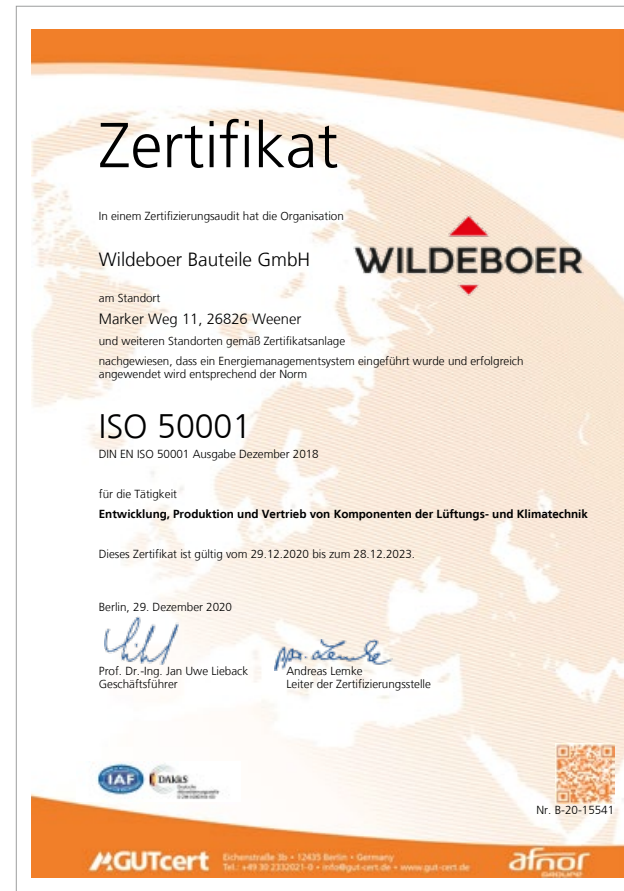 Zertifikat
In einem Zertifizierungsaudit hat die Organisation
Wildeboer Bauteile GmbH
WILDEBOER
am Standort
Marker Weg 11, 26826 Weener
und weiteren Standorten gemäß Zertifikatsanlage
nachgewiesen, dass ein Energiemanagementsystem eingeführt wurde und erfolgreich
angewendet wird entsprechend der Norm
ISO 50001
DIN EN ISO 50001 Ausgabe Dezember 2018
für die Tätigkeit
Entwicklung, Produktion und Vertrieb von Komponenten der Lüftungs- und Klimatechnik
Dieses Zertifikat ist gültig vom 29.12.2020 bis zum 28.12.2023.
Berlin, 29. Dezember 2020
Prof. Dr.-Ing. Jan Uwe Lieback
Geschäftsführer
Andreas Lemke
Leiter der Zertifizierungsstelle
IAF
DAkkS
Deutsche
Akkreditierungsstelle
Nr. B-20-15541
GUTcert
Eichenstraße 3b • 12435 Berlin • Germany
Tel.: +49 30 2332021-0 • info@gut-cert.de • www.gut-cert.de
afnor
GROUPE